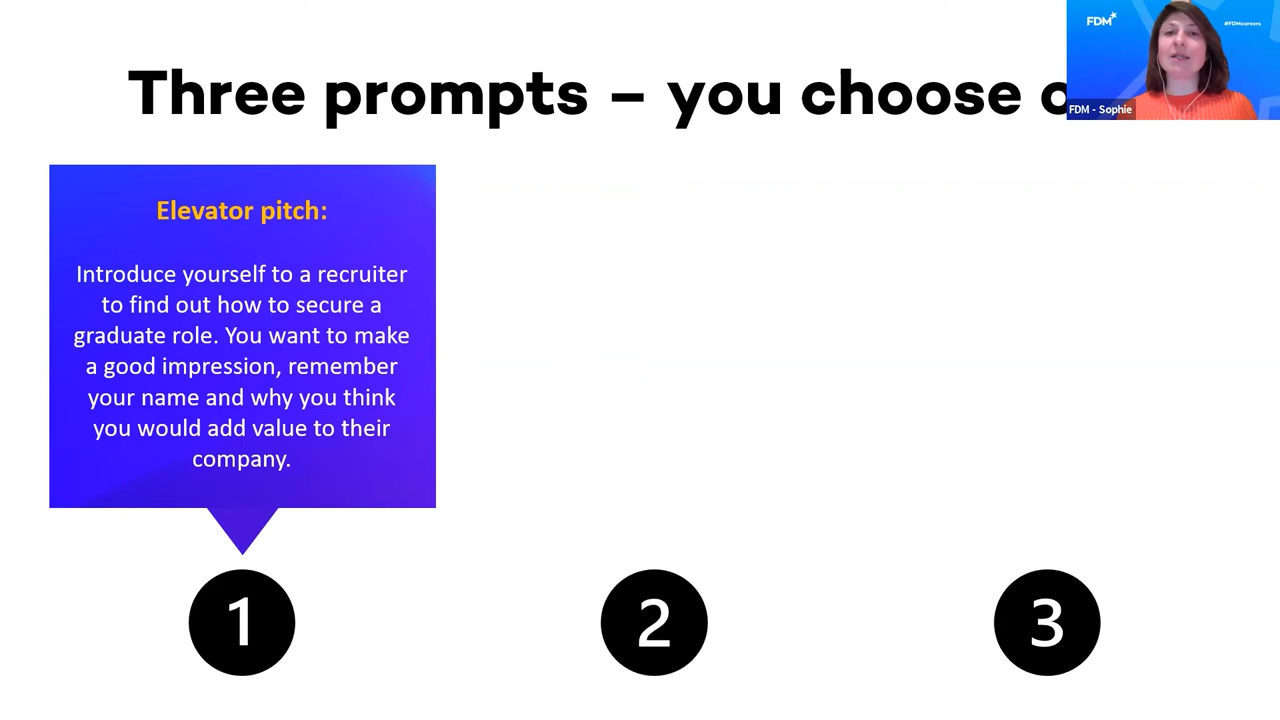 Three prompts – you choose
FDM
#FDMcareers
FDM - Sophie
Elevator pitch:
Introduce yourself to a recruiter
to find out how to secure a
graduate role. You want to make
a good impression, remember
your name and why you think
you would add value to their
company.
1
2
3